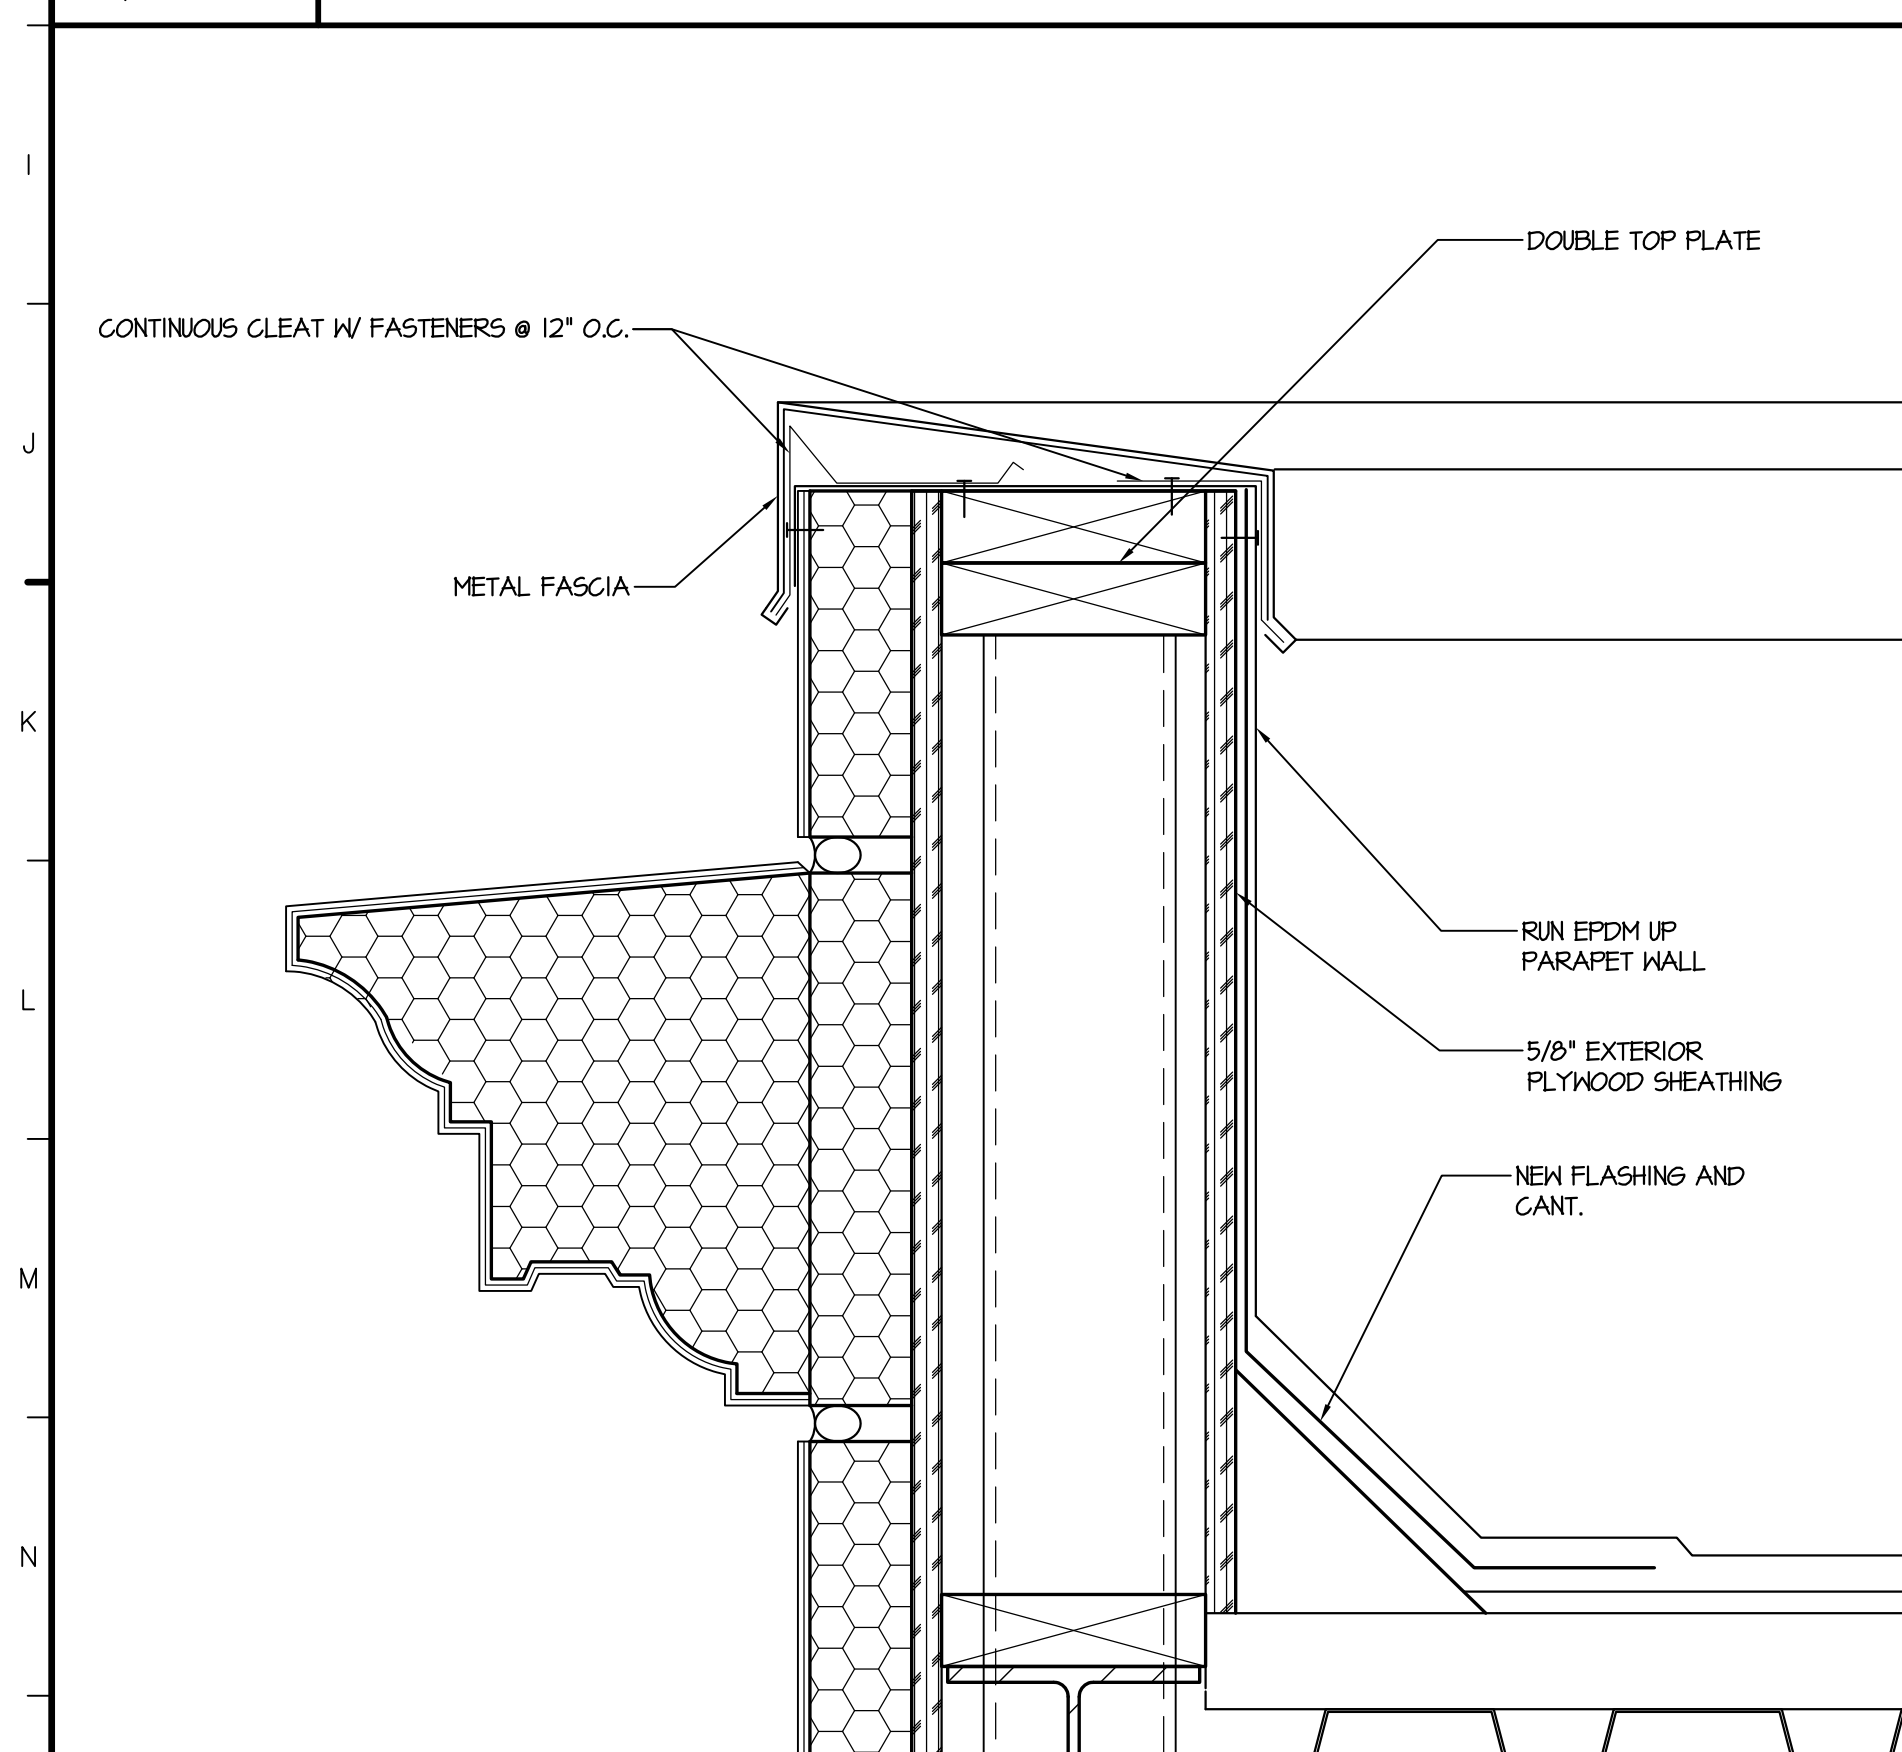 I
DOUBLE TOP PLATE
CONTINUOUS CLEAT W/ FASTENERS @ 12" O.C.
J
METAL FASCIA
K
RUN EPDM UP
PARAPET WALL
L
5/8" EXTERIOR
PLYWOOD SHEATHING
NEW FLASHING AND
CANT.
M
N